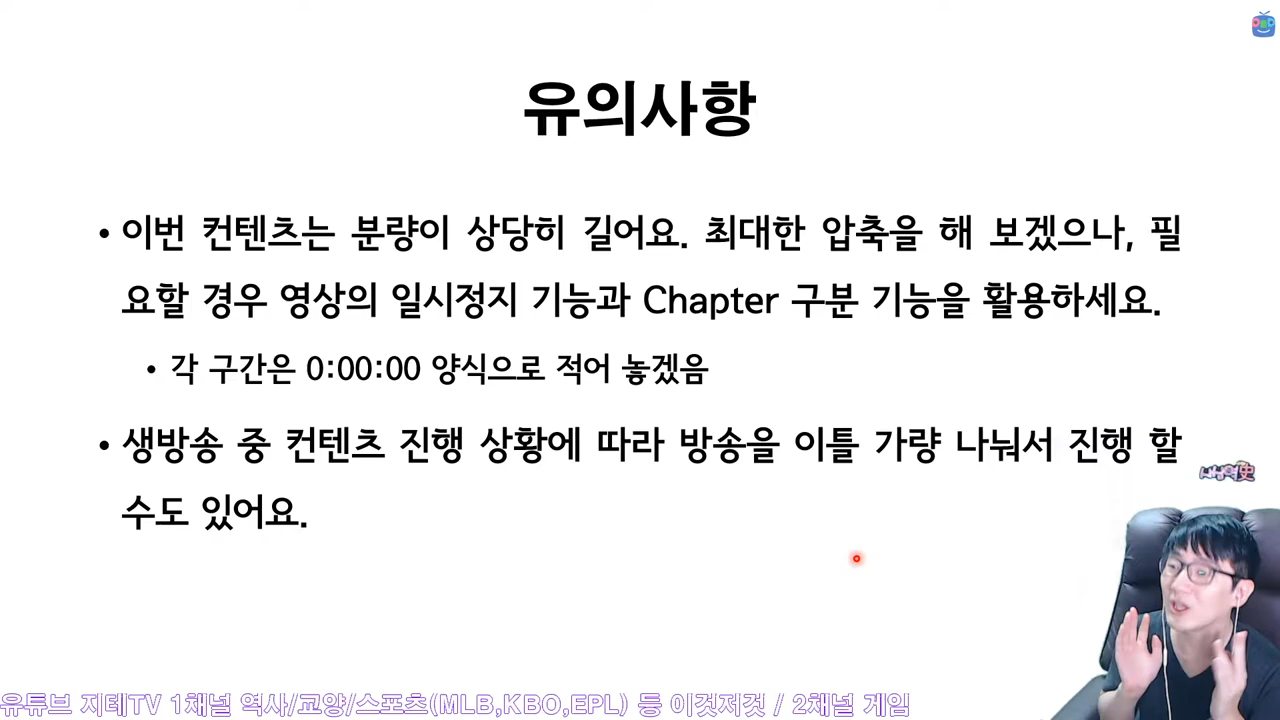 유의사항
• 이번 컨텐츠는 분량이 상당히 길어요. 최대한 압축을 해 보겠으나, 필
요할 경우 영상의 일시정지 기능과 Chapter 구분 기능을 활용하세요.
• 각 구간은 0:00:00 양식으로 적어 놓겠음
• 생방송 중 컨텐츠 진행 상황에 따라 방송을 이틀 가량 나눠서 진행 할
수도 있어요.
유튜브 지테TV 1채널 역사/교양/스포츠(MLB,KBO,EPL) 등 이것저것 / 2채널 게임